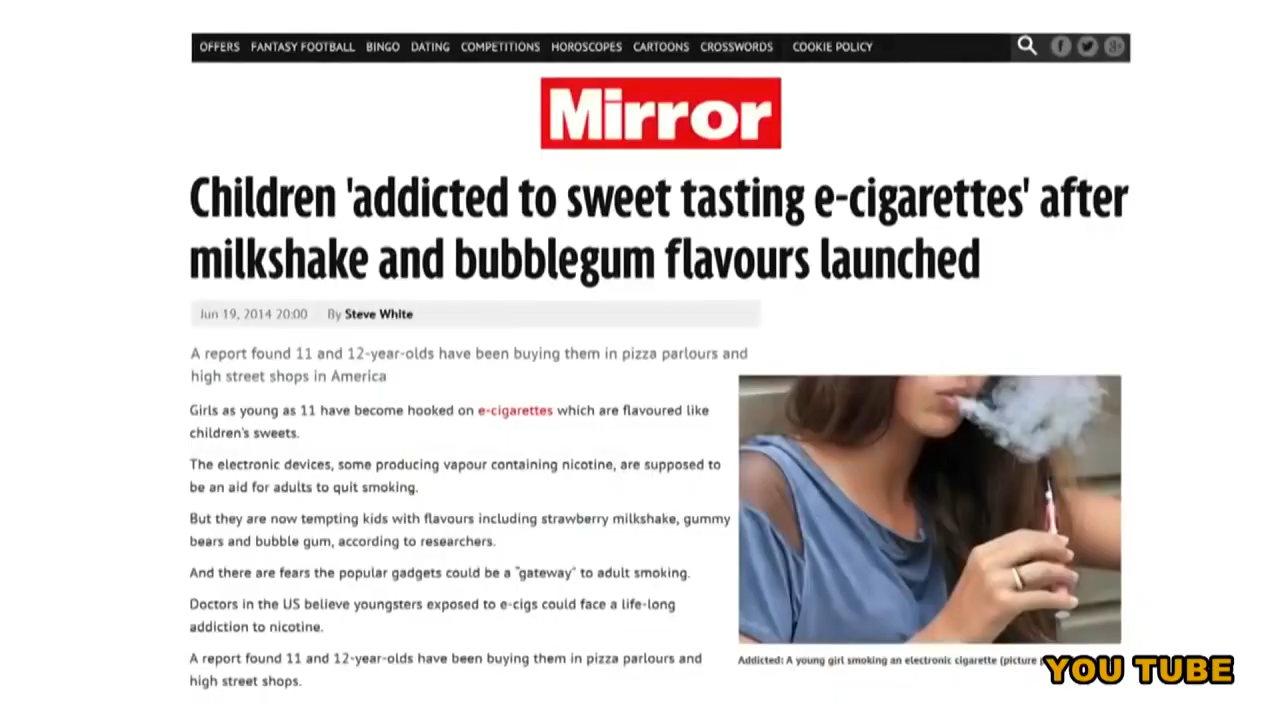 OFFERS FANTASY FOOTBALL BINGO DATING COMPETITIONS HOROSCOPES CARTOONS CROSSWORDS COOKIE POLICY
Mirror
Children 'addicted to sweet tasting e-cigarettes' after
milkshake and bubblegum flavours launched
Jun 19, 2014 20:00 By Steve White
A report found 11 and 12-year-olds have been buying them in pizza parlours and
high street shops in America
Girls as young as 11 have become hooked on e-cigarettes which are flavoured like
children's sweets.
The electronic devices, some producing vapour containing nicotine, are supposed to
be an aid for adults to quit smoking.
But they are now tempting kids with flavours including strawberry milkshake, gummy
bears and bubble gum, according to researchers.
And there are fears the popular gadgets could be a "gateway" to adult smoking.
Doctors in the US believe youngsters exposed to e-cigs could face a life-long
addiction to nicotine.
A report found 11 and 12-year-olds have been buying them in pizza parlours and
high street shops.
Addicted: A young girl smoking an electronic cigarette (picture
YOU TUBE